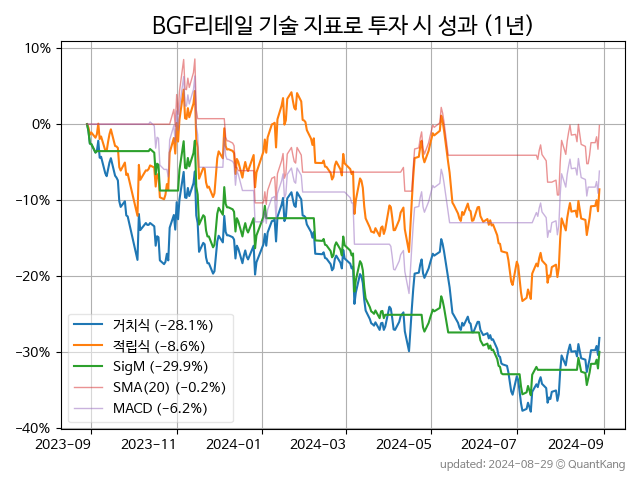 BGF리테일 기술 지표로 투자 시 성과 (1년)
10%
0%
−10%
−20%
−30%
−40%
거치식 (−28.1%)
적립식 (−8.6%)
SigM (−29.9%)
SMA(20) (−0.2%)
MACD (−6.2%)
2023-09 2023-11 2024-01 2024-03 2024-05 2024-07 2024-09
updated: 2024-08-29 © QuantKang